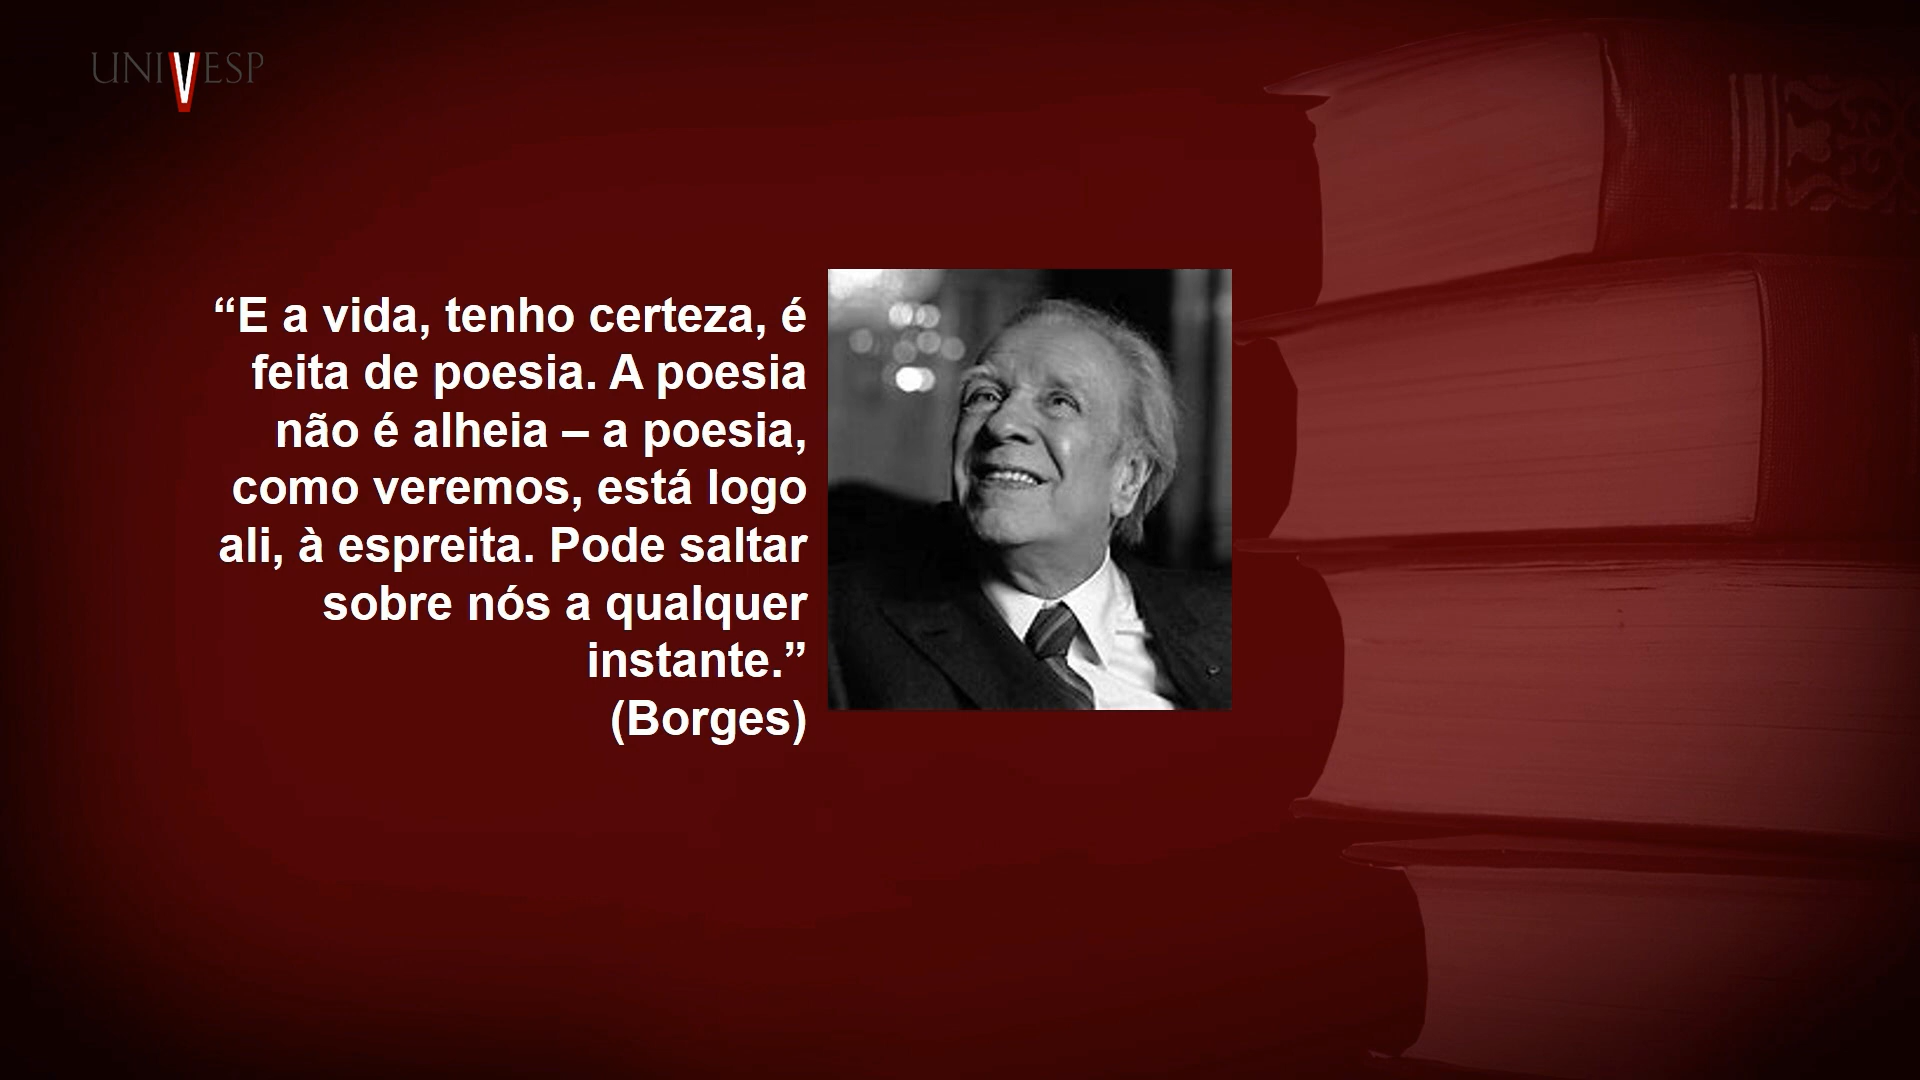 UNIVESP
“E a vida, tenho certeza, é
feita de poesia. A poesia
não é alheia – a poesia,
como veremos, está logo
ali, à espreita. Pode saltar
sobre nós a qualquer
instante.”
(Borges)